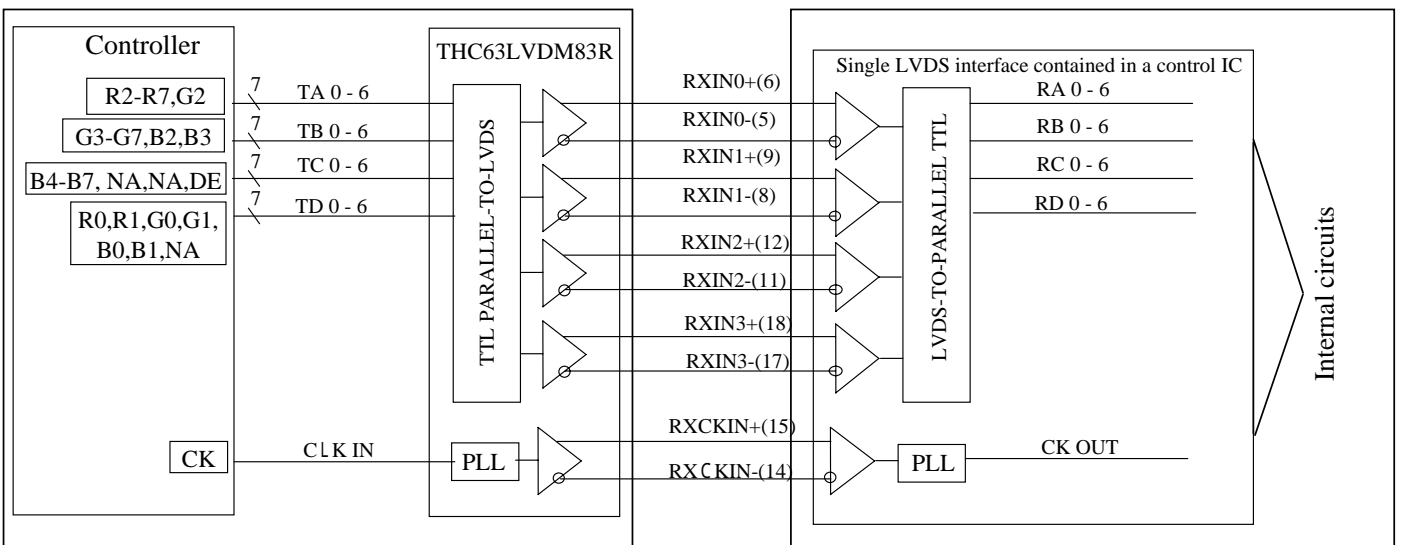 Controller
R2-R7,G2
G3-G7,B2,B3
B4-B7, NA,NA,DE
R0,R1,G0,G1,
B0,B1,NA
CK
7
TA 0 - 6
7
TB 0 - 6
7
TC 0 - 6
7
TD 0 - 6
CLK IN
THC63LVDM83R
TTL PARALLEL-TO-LVDS
PLL
RXIN0+(6)
RXIN0-(5)
RXIN1+(9)
RXIN1-(8)
RXIN2+(12)
RXIN2-(11)
RXIN3+(18)
RXIN3-(17)
RXCKIN+(15)
RXCKIN-(14)
Single LVDS interface contained in a control IC
LVDS-TO-PARALLEL TTL
PLL
RA 0 - 6
RB 0 - 6
RC 0 - 6
RD 0 - 6
CK OUT
Internal circuits